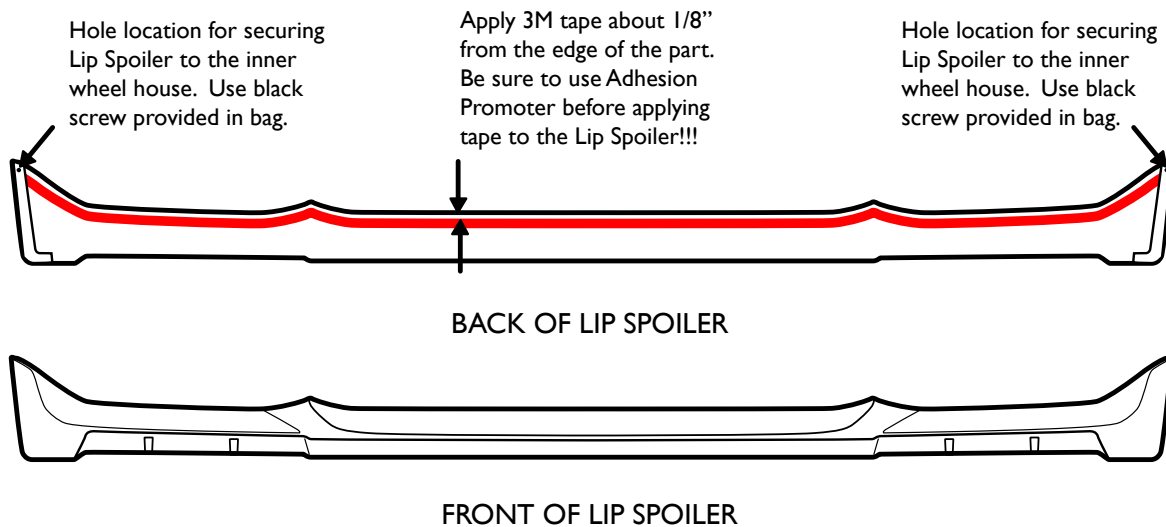 Hole location for securing
Lip Spoiler to the inner
wheel house.  Use black
screw provided in bag.
Apply 3M tape about 1/8”
from the edge of the part.
Be sure to use Adhesion
Promoter before applying
tape to the Lip Spoiler!!!
Hole location for securing
Lip Spoiler to the inner
wheel house.  Use black
screw provided in bag.
BACK OF LIP SPOILER
FRONT OF LIP SPOILER